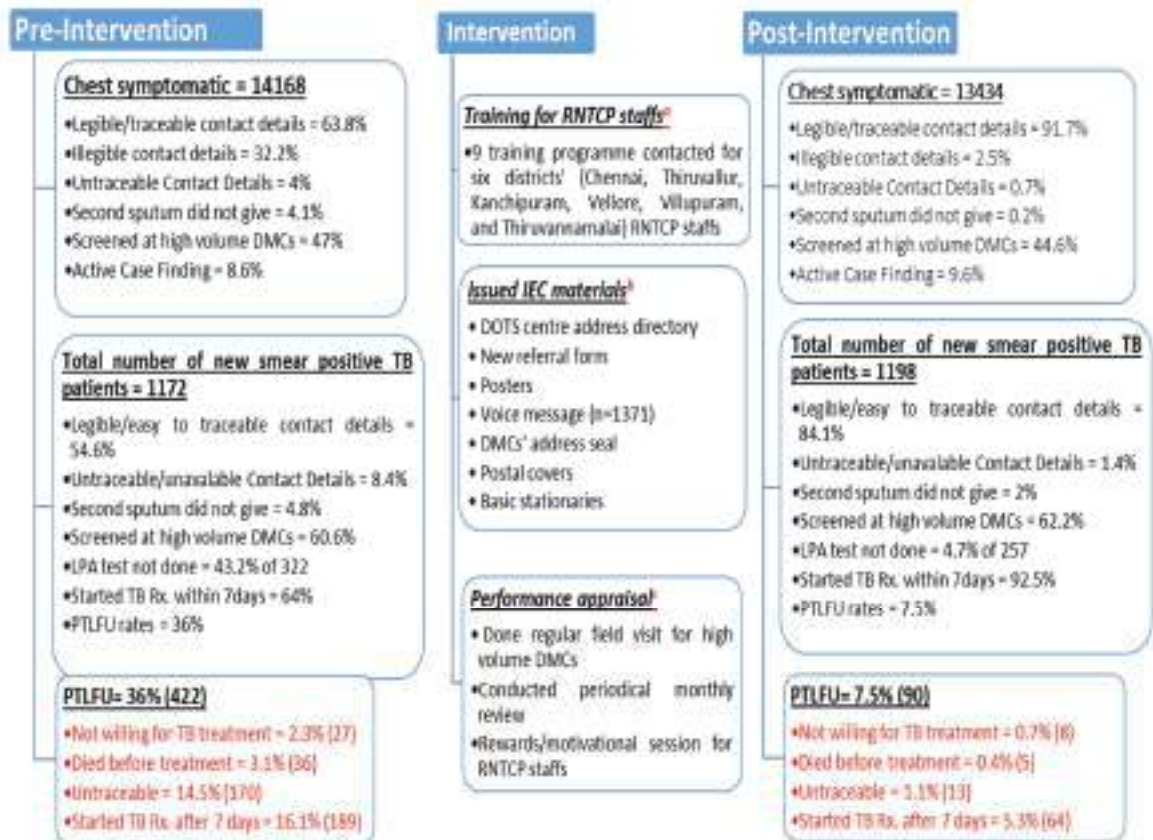 Pre-Intervention
Chest symptomatic = 14168
•Legible/traceable contact details = 63.8%
•Illegible contact details = 32.2%
•Untraceable Contact Details = 4%
•Second sputum did not give = 4.1%
•Screened at high volume DMCs = 47%
•Active Case Finding = 8.6%
Total number of new smear positive TB
patients = 1172
•Legible/easy to traceable contact details =
54.6%
•Untraceable/unavalable Contact Details = 8.4%
•Second sputum did not give = 4.8%
•Screened at high volume DMCs = 60.6%
•LPA test not done = 43.2% of 322
•Started TB Rx. within 7days = 64%
•PTLFU rates = 36%
PTLFU= 36% (422)
•Not willing for TB treatment = 2.3% (27)
•Died before treatment = 3.1% (36)
•Untraceable = 14.5% (170)
•Started TB Rx. after 7 days = 16.1% (189)
Intervention
Training for RNTCP staffs
•9 training programme contacted for
six districts' (Chennai, Thiruvallur,
Kanchipuram, Vellore, Villupuram,
and Thiruvannamalai) RNTCP staffs
Issued IEC materials
• DOTS centre address directory
• New referral form
• Posters
• Voice message (n=1371)
• DMCs' address seal
• Postal covers
• Basic stationaries
Performance appraisal
• Done regular field visit for high
volume DMCs
•Conducted periodical monthly
review
•Rewards/motivational session for
RNTCP staffs
Post-Intervention
Chest symptomatic = 13434
•Legible/traceable contact details = 91.7%
•Illegible contact details = 2.5%
•Untraceable Contact Details = 0.7%
•Second sputum did not give = 0.2%
•Screened at high volume DMCs = 44.6%
•Active Case Finding = 9.6%
Total number of new smear positive TB
patients = 1198
•Legible/easy to traceable contact details =
84.1%
•Untraceable/unavalable Contact Details = 1.4%
•Second sputum did not give = 2%
•Screened at high volume DMCs = 62.2%
•LPA test not done = 4.7% of 257
•Started TB Rx. within 7days = 92.5%
•PTLFU rates = 7.5%
PTLFU= 7.5% (90)
•Not willing for TB treatment = 0.7% (8)
•Died before treatment = 0.4% (5)
•Untraceable = 1.1% (13)
•Started TB Rx. after 7 days = 5.3% (64)